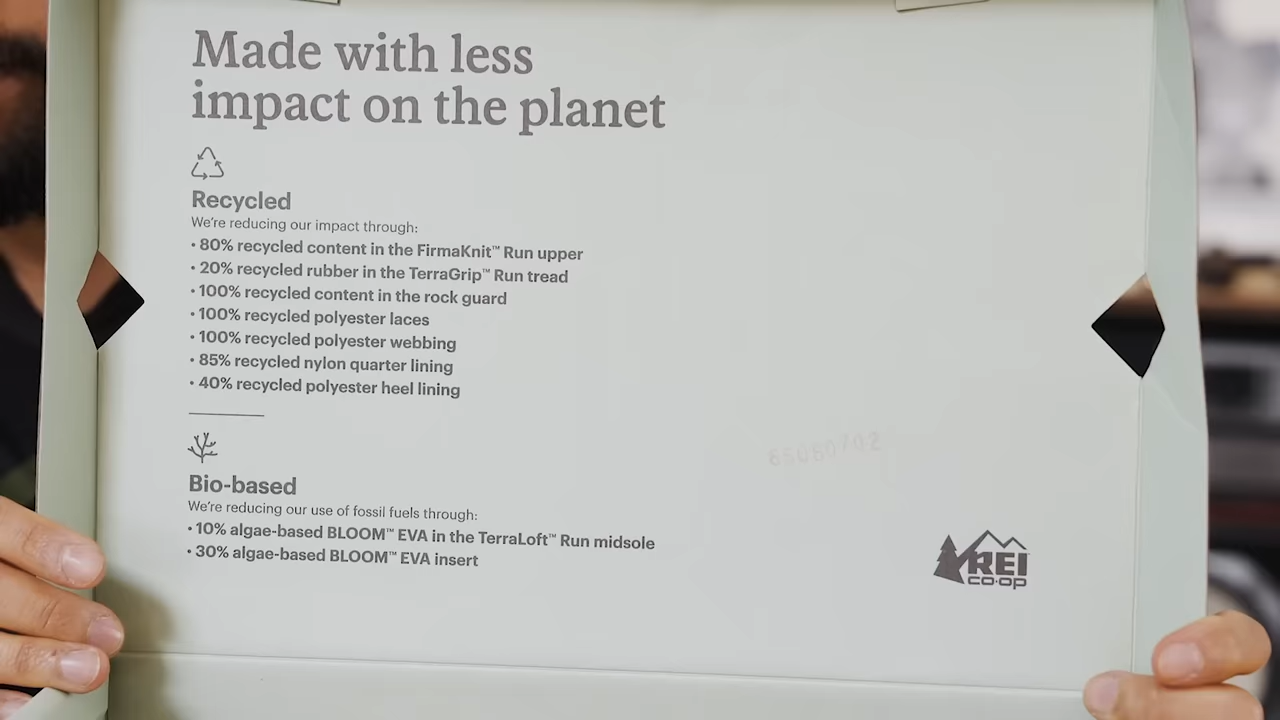 Made with less
impact on the planet
Recycled
We're reducing our impact through:
• 80% recycled content in the FirmaKnit™ Run upper
• 20% recycled rubber in the TerraGrip™ Run tread
• 100% recycled content in the rock guard
• 100% recycled polyester laces
• 100% recycled polyester webbing
• 85% recycled nylon quarter lining
• 40% recycled polyester heel lining
65060702
Bio-based
We're reducing our use of fossil fuels through:
• 10% algae-based BLOOM™ EVA in the TerraLoft™ Run midsole
• 30% algae-based BLOOM™ EVA insert
REI
co·op